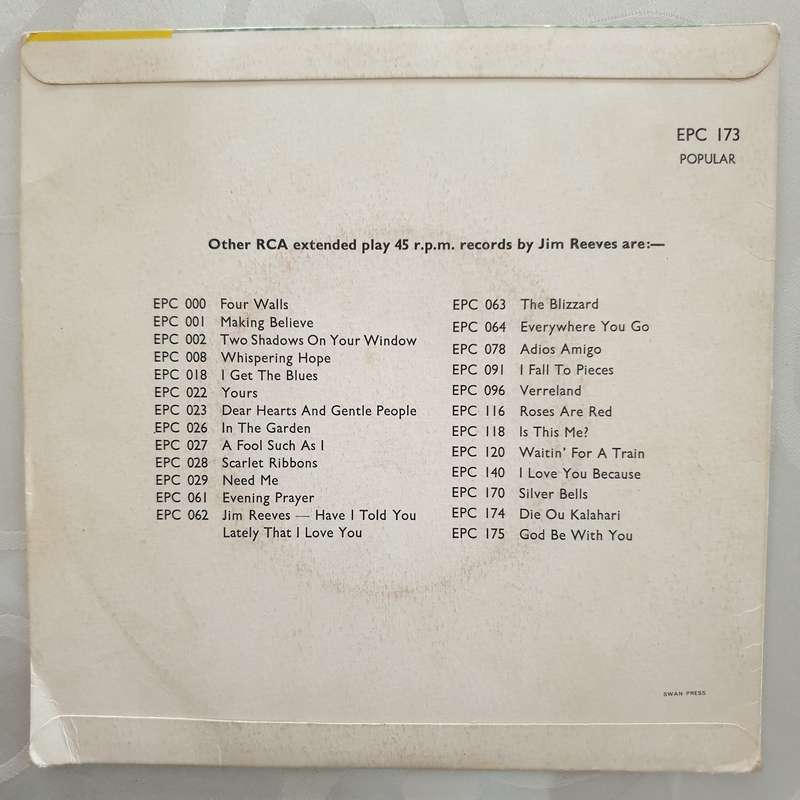 EPC 173
POPULAR
Other RCA extended play 45 r.p.m. records by Jim Reeves are:—
EPC 000 Four Walls
EPC 001 Making Believe
EPC 002 Two Shadows On Your Window
EPC 008 Whispering Hope
EPC 018 I Get The Blues
EPC 022 Yours
EPC 023 Dear Hearts And Gentle People
EPC 026 In The Garden
EPC 027 A Fool Such As I
EPC 028 Scarlet Ribbons
EPC 029 Need Me
EPC 061 Evening Prayer
EPC 062 Jim Reeves — Have I Told You
Lately That I Love You
EPC 063 The Blizzard
EPC 064 Everywhere You Go
EPC 078 Adios Amigo
EPC 091 I Fall To Pieces
EPC 096 Verreland
EPC 116 Roses Are Red
EPC 118 Is This Me?
EPC 120 Waitin' For A Train
EPC 140 I Love You Because
EPC 170 Silver Bells
EPC 174 Die Ou Kalahari
EPC 175 God Be With You
SWAN PRESS